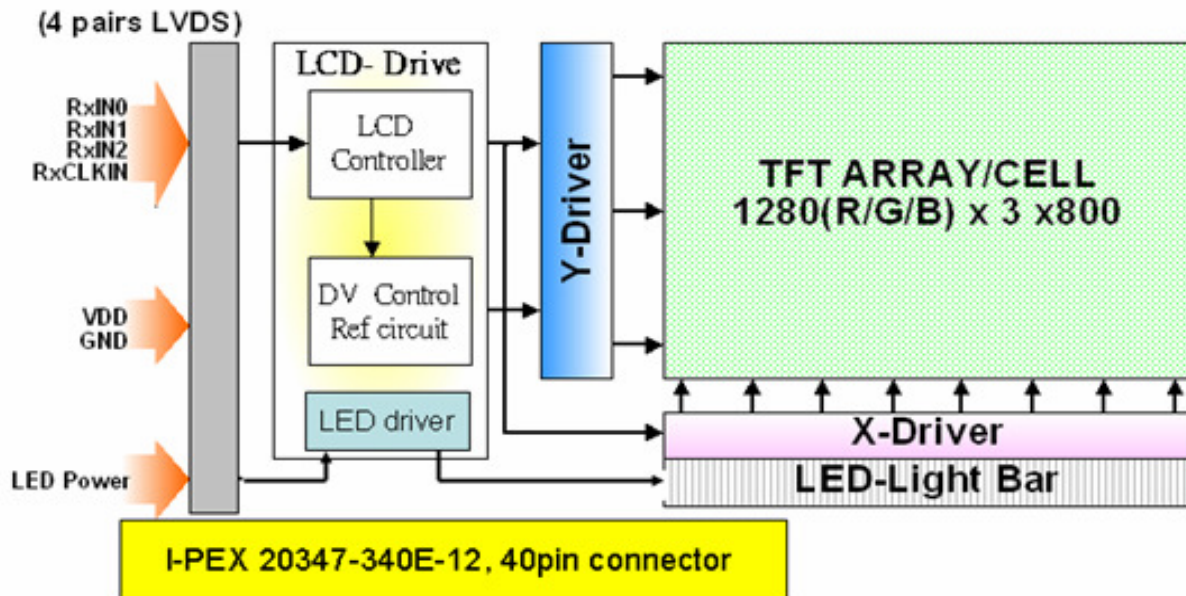 (4 pairs LVDS)
RxIN0
RxIN1
RxIN2
RxCLKIN
VDD
GND
LED Power
LCD- Drive
LCD
Controller
DV Control
Ref circuit
LED driver
Y-Driver
TFT ARRAY/CELL
1280(R/G/B) x 3 x800
X-Driver
LED-Light Bar
I-PEX 20347-340E-12, 40pin connector